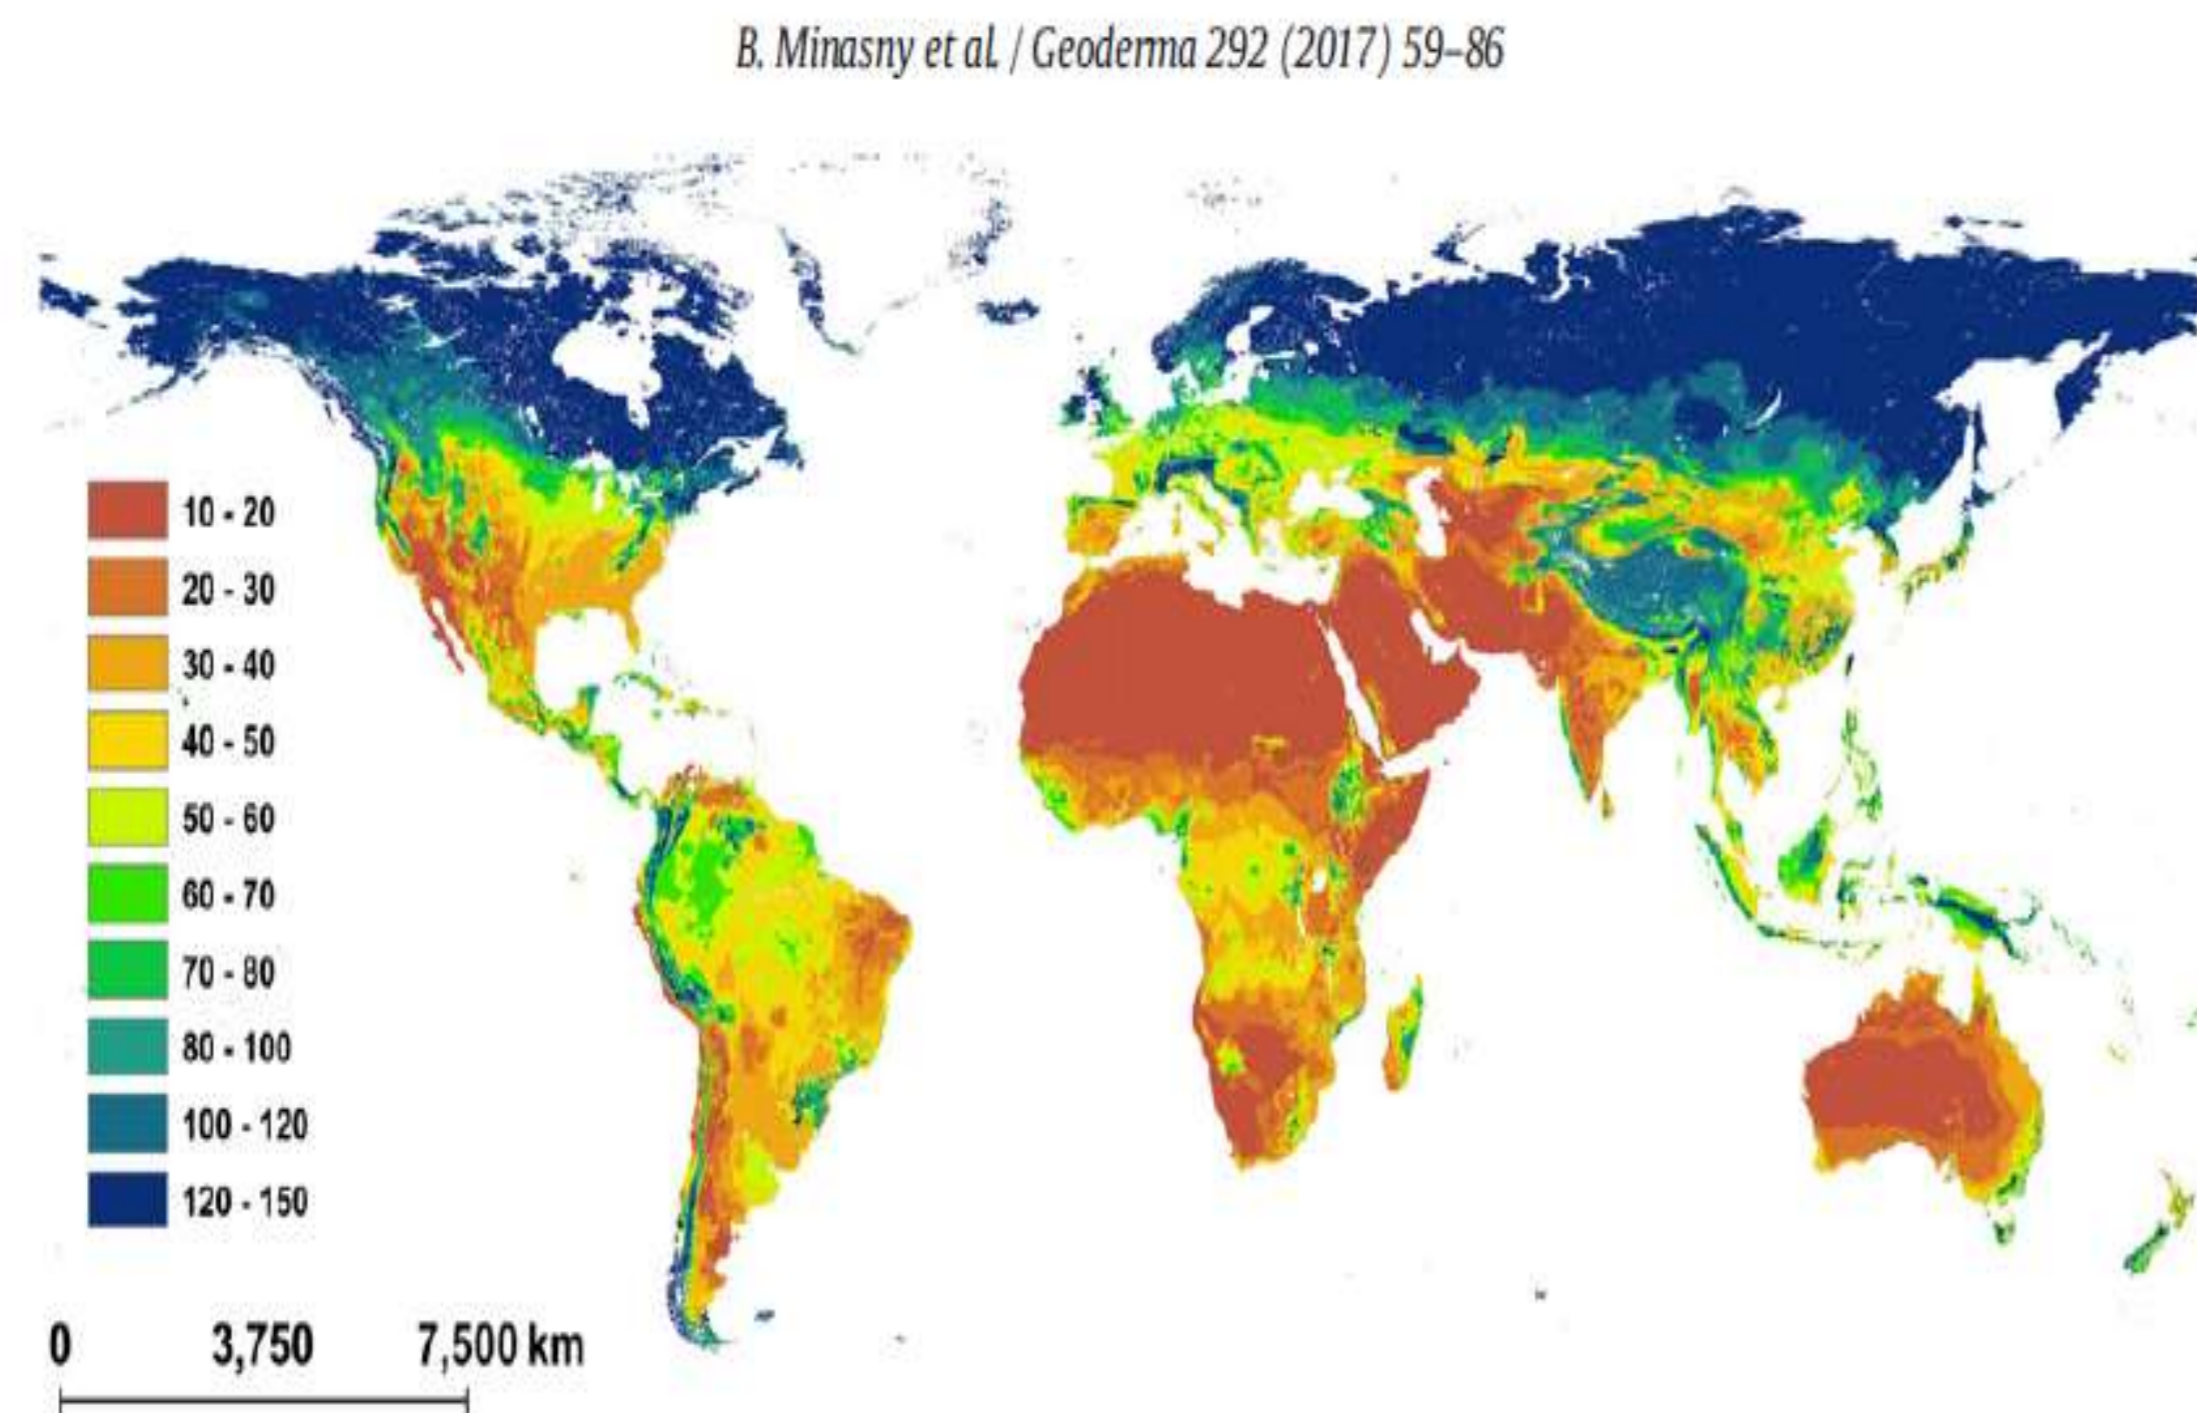 B. Minasny et al. / Geoderma 292 (2017) 59–86
10 - 20
20 - 30
30 - 40
40 - 50
50 - 60
60 - 70
70 - 80
80 - 100
100 - 120
120 - 150
0 3,750 7,500 km